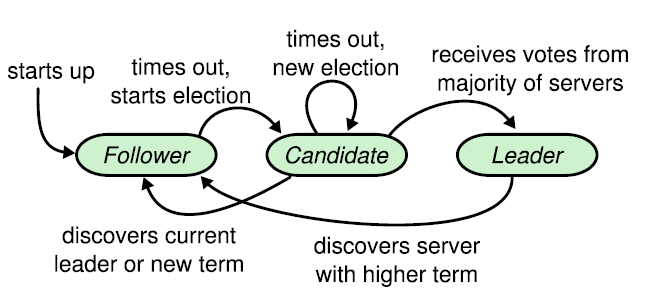 starts up
times out,
starts election
times out,
new election
receives votes from
majority of servers
Follower
Candidate
Leader
discovers current
leader or new term
discovers server
with higher term